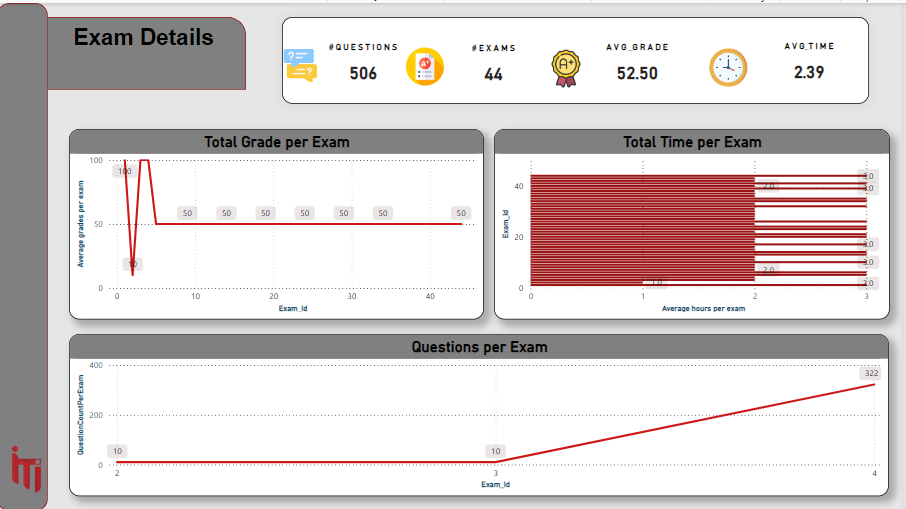 Exam Details
#QUESTIONS
506
#EXAMS
44
AVG_GRADE
52.50
AVG_TIME
2.39
A+
A+
Total Grade per Exam
Average grades per exam
100
50
0
100
10
50 50 50 50 50 50 50
0 10 20 30 40
Exam_Id
Total Time per Exam
Exam_Id
40
20
0
3.0
2.0
3.0
3.0
3.0
2.0
1.0
3.0
0 1 2 3
Average hours per exam
Questions per Exam
QuestionCountPerExam
400
200
0
10
10
322
2 3 4
Exam_Id
iTi